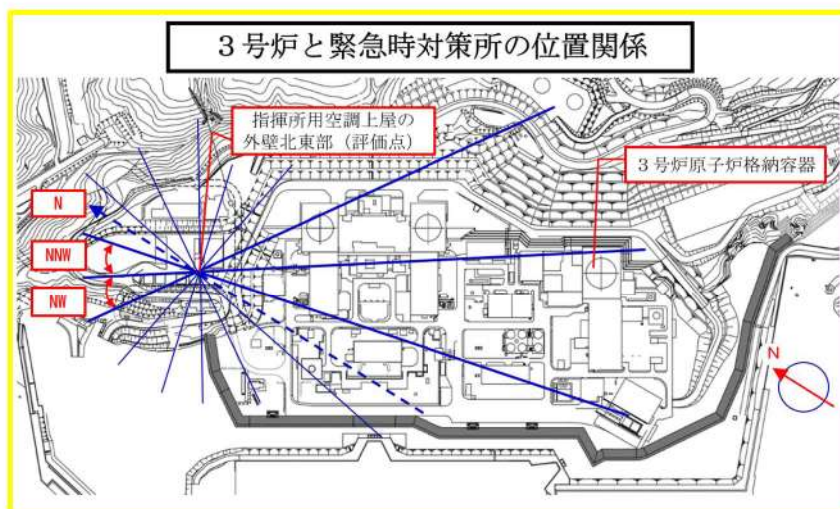 ３号炉と緊急時対策所の位置関係
指揮所用空調上屋の
外壁北東部（評価点）
３号炉原子炉格納容器
N
NNW
NW
N